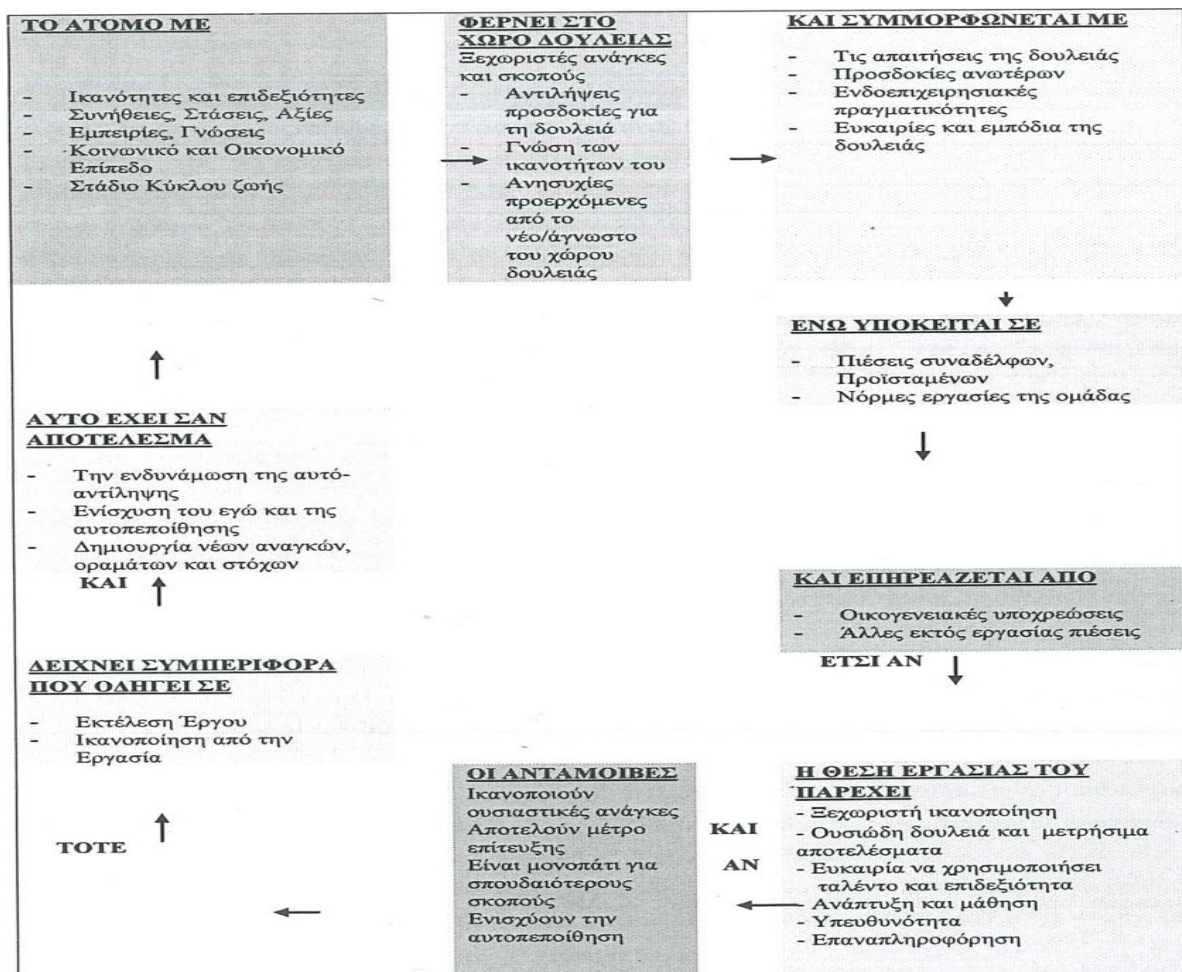 ΤΟ ΑΤΟΜΟ ΜΕ
- Ικανότητες και επιδεξιότητες
- Συνήθειες, Στάσεις, Αξίες
- Εμπειρίες, Γνώσεις
- Κοινωνικό και Οικονομικό
Επίπεδο
- Στάδιο Κύκλου ζωής
ΦΕΡΝΕΙ ΣΤΟ
ΧΩΡΟ ΔΟΥΛΕΙΑΣ
Ξεχωριστές ανάγκες
και σκοπούς
- Αντιλήψεις
προσδοκίες για
τη δουλειά
- Γνώση των
ικανοτήτων του
- Ανησυχίες
προερχόμενες
από το
νέο/άγνωστο
του χώρου
δουλειάς
ΚΑΙ ΣΥΜΜΟΡΦΩΝΕΤΑΙ ΜΕ
- Τις απαιτήσεις της δουλειάς
- Προσδοκίες ανωτέρων
- Ενδοεπιχειρησιακές
πραγματικότητες
- Ευκαιρίες και εμπόδια της
δουλειάς
ΕΝΩ ΥΠΟΚΕΙΤΑΙ ΣΕ
- Πιέσεις συναδέλφων,
Προϊσταμένων
- Νόρμες εργασίας της ομάδας
ΚΑΙ ΕΠΗΡΕΑΖΕΤΑΙ ΑΠΟ
- Οικογενειακές υποχρεώσεις
- Άλλες εκτός εργασίας πιέσεις
ΕΤΣΙ ΑΝ
Η ΘΕΣΗ ΕΡΓΑΣΙΑΣ ΤΟΥ
ΠΑΡΕΧΕΙ
- Ξεχωριστή ικανοποίηση
- Ουσιώδη δουλειά και μετρήσιμα
αποτελέσματα
- Ευκαιρία να χρησιμοποιήσει
ταλέντο και επιδεξιότητα
- Ανάπτυξη και μάθηση
- Υπευθυνότητα
- Επαναπληροφόρηση
ΚΑΙ
ΑΝ
ΟΙ ΑΝΤΑΜΟΙΒΕΣ
Ικανοποιούν
ουσιαστικές ανάγκες
Αποτελούν μέτρο
επίτευξης
Είναι μονοπάτι για
σπουδαιότερους
σκοπούς
Ενισχύουν την
αυτοπεποίθηση
ΤΟΤΕ
ΔΕΙΧΝΕΙ ΣΥΜΠΕΡΙΦΟΡΑ
ΠΟΥ ΟΔΗΓΕΙ ΣΕ
- Εκτέλεση Έργου
- Ικανοποίηση από την
Εργασία
ΚΑΙ
ΑΥΤΟ ΕΧΕΙ ΣΑΝ
ΑΠΟΤΕΛΕΣΜΑ
- Την ενδυνάμωση της αυτό-
αντίληψης
- Ενίσχυση του εγώ και της
αυτοπεποίθησης
- Δημιουργία νέων αναγκών,
οραμάτων και στόχων